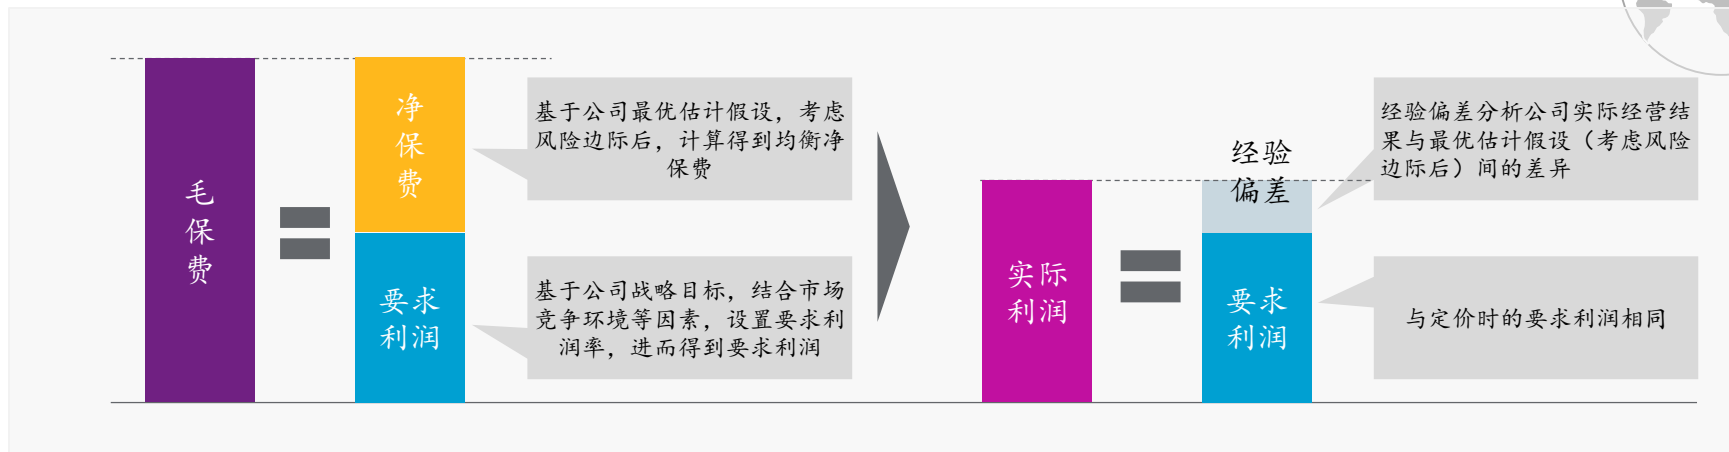 毛
保
费
净
保
费
要求
利润
基于公司最优估计假设，考虑
风险边际后，计算得到均衡净
保费
基于公司战略目标，结合市场
竞争环境等因素，设置要求利
润率，进而得到要求利润
实际
利润
经验
偏差
要求
利润
经验偏差分析公司实际经营结
果与最优估计假设（考虑风险
边际后）间的差异
与定价时的要求利润相同